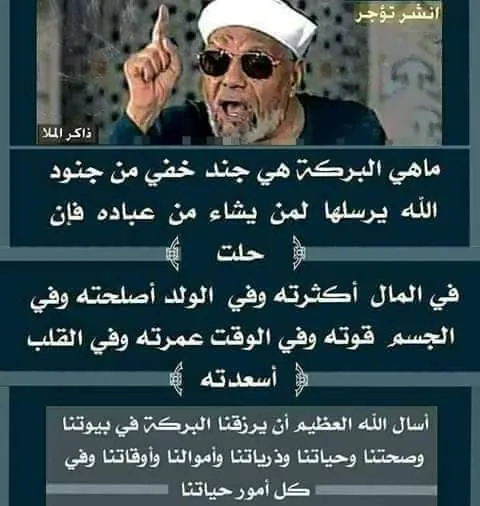 انشر تؤجر
ذاكر الملا
ماهي البركة هي جند خفي من جنود
الله يرسلها لمن يشاء من عباده فإن
حلت
في المال أكثرته وفي الولد أصلحته وفي
الجسم قوته وفي الوقت عمرته وفي القلب
أسعدته
أسال الله العظيم أن يرزقنا البركة في بيوتنا
وصحتنا وحياتنا وذرياتنا وأموالنا وأوقاتنا وفي
كل أمور حياتنا